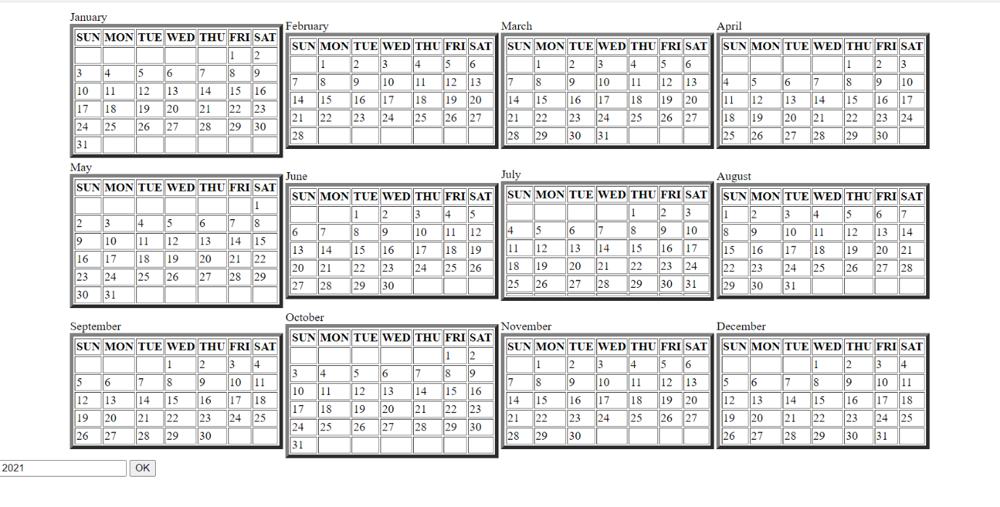 January
SUN MON TUE WED THU FRI SAT
1 2
3 4 5 6 7 8 9
10 11 12 13 14 15 16
17 18 19 20 21 22 23
24 25 26 27 28 29 30
31
February
SUN MON TUE WED THU FRI SAT
1 2 3 4 5 6
7 8 9 10 11 12 13
14 15 16 17 18 19 20
21 22 23 24 25 26 27
28
March
SUN MON TUE WED THU FRI SAT
1 2 3 4 5 6
7 8 9 10 11 12 13
14 15 16 17 18 19 20
21 22 23 24 25 26 27
28 29 30 31
April
SUN MON TUE WED THU FRI SAT
1 2 3
4 5 6 7 8 9 10
11 12 13 14 15 16 17
18 19 20 21 22 23 24
25 26 27 28 29 30
May
SUN MON TUE WED THU FRI SAT
1
2 3 4 5 6 7 8
9 10 11 12 13 14 15
16 17 18 19 20 21 22
23 24 25 26 27 28 29
30 31
June
SUN MON TUE WED THU FRI SAT
1 2 3 4 5
6 7 8 9 10 11 12
13 14 15 16 17 18 19
20 21 22 23 24 25 26
27 28 29 30
July
SUN MON TUE WED THU FRI SAT
1 2 3
4 5 6 7 8 9 10
11 12 13 14 15 16 17
18 19 20 21 22 23 24
25 26 27 28 29 30 31
August
SUN MON TUE WED THU FRI SAT
1 2 3 4 5 6 7
8 9 10 11 12 13 14
15 16 17 18 19 20 21
22 23 24 25 26 27 28
29 30 31
September
SUN MON TUE WED THU FRI SAT
1 2 3 4
5 6 7 8 9 10 11
12 13 14 15 16 17 18
19 20 21 22 23 24 25
26 27 28 29 30
October
SUN MON TUE WED THU FRI SAT
1 2
3 4 5 6 7 8 9
10 11 12 13 14 15 16
17 18 19 20 21 22 23
24 25 26 27 28 29 30
31
November
SUN MON TUE WED THU FRI SAT
1 2 3 4 5 6
7 8 9 10 11 12 13
14 15 16 17 18 19 20
21 22 23 24 25 26 27
28 29 30
December
SUN MON TUE WED THU FRI SAT
1 2 3 4
5 6 7 8 9 10 11
12 13 14 15 16 17 18
19 20 21 22 23 24 25
26 27 28 29 30 31
2021 OK